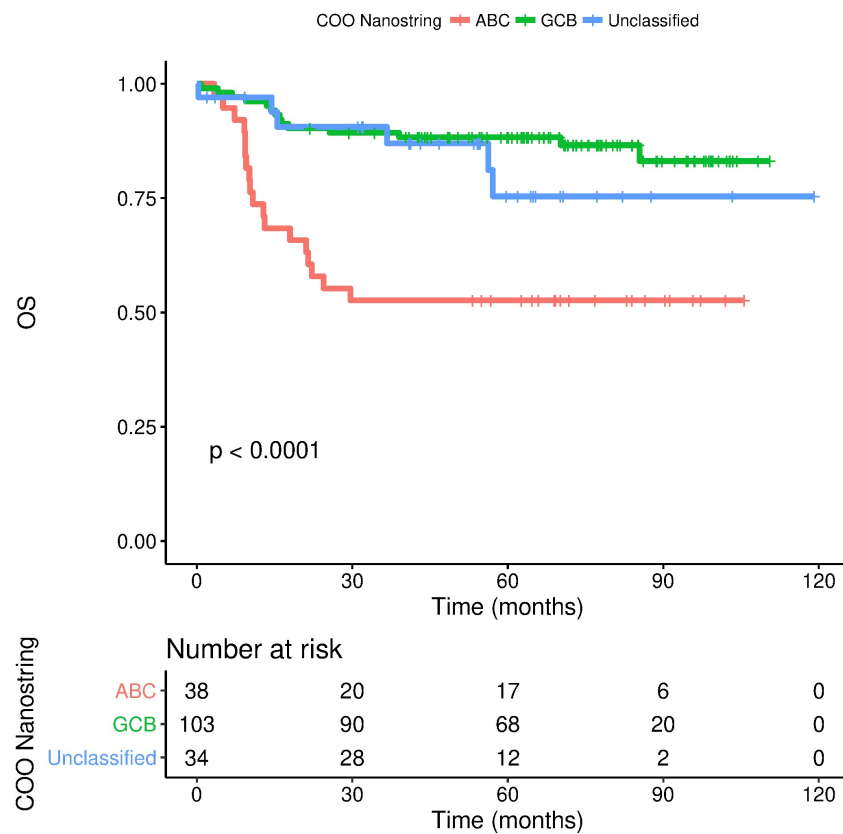 COO Nanostring ABC GCB Unclassified
1.00
0.75
0.50
0.25
0.00
OS
p < 0.0001
0 30 60 90 120
Time (months)
Number at risk
COO Nanostring
ABC 38 20 17 6 0
GCB 103 90 68 20 0
Unclassified 34 28 12 2 0
0 30 60 90 120
Time (months)